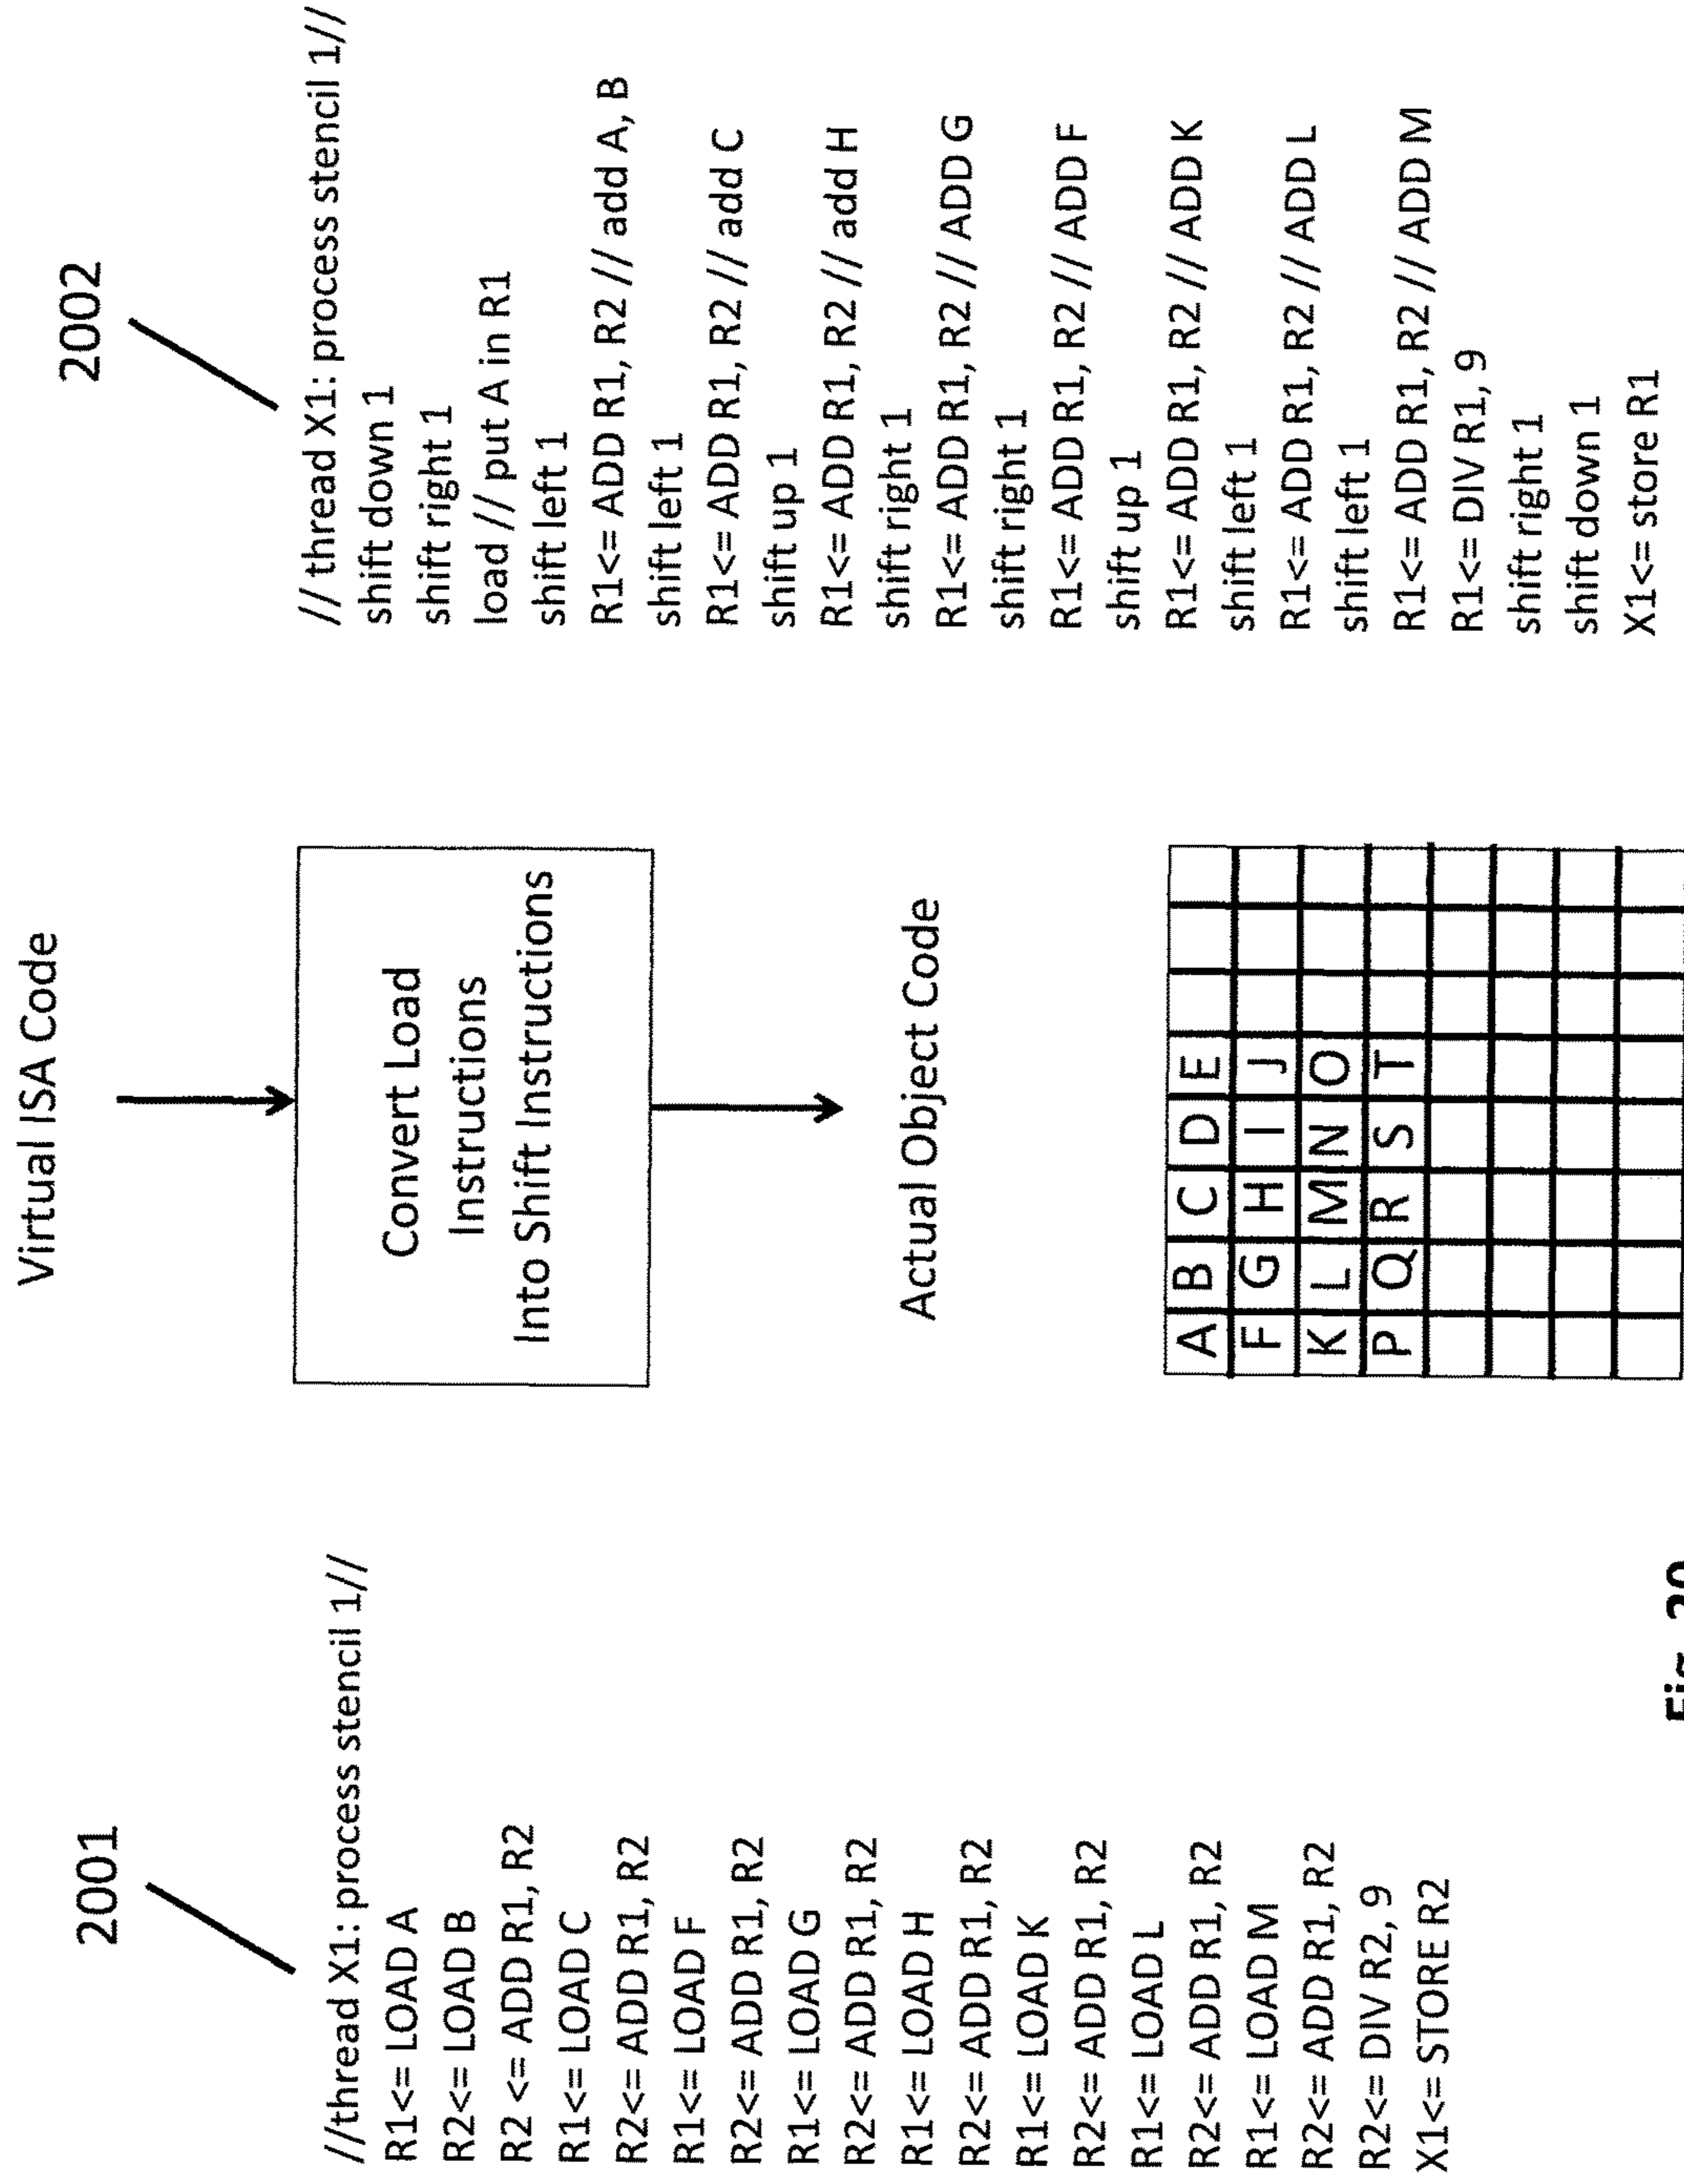 2001
//thread X1: process stencil 1//
R1<= LOAD A
R2<= LOAD B
R2 <= ADD R1, R2
R1<= LOAD C
R2<= ADD R1, R2
R1<= LOAD F
R2<= ADD R1, R2
R1<= LOAD G
R2<= ADD R1, R2
R1<= LOAD H
R2<= ADD R1, R2
R1<= LOAD K
R2<= ADD R1, R2
R1<= LOAD L
R2<= ADD R1, R2
R1<= LOAD M
R2<= ADD R1, R2
R2<= DIV R2, 9
X1<= STORE R2
Virtual ISA Code
Convert Load
Instructions
Into Shift Instructions
Actual Object Code
A B C D E
F G H I J
K L M N O
P Q R S T
2002
// thread X1: process stencil 1//
shift down 1
shift right 1
load // put A in R1
shift left 1
R1<= ADD R1, R2 // add A, B
shift left 1
R1<= ADD R1, R2 // add C
shift up 1
R1<= ADD R1, R2 // add H
shift right 1
R1<= ADD R1, R2 // ADD G
shift right 1
R1<= ADD R1, R2 // ADD F
shift up 1
R1<= ADD R1, R2 // ADD K
shift left 1
R1<= ADD R1, R2 // ADD L
shift left 1
R1<= ADD R1, R2 // ADD M
R1<= DIV R1, 9
shift right 1
shift down 1
X1<= store R1